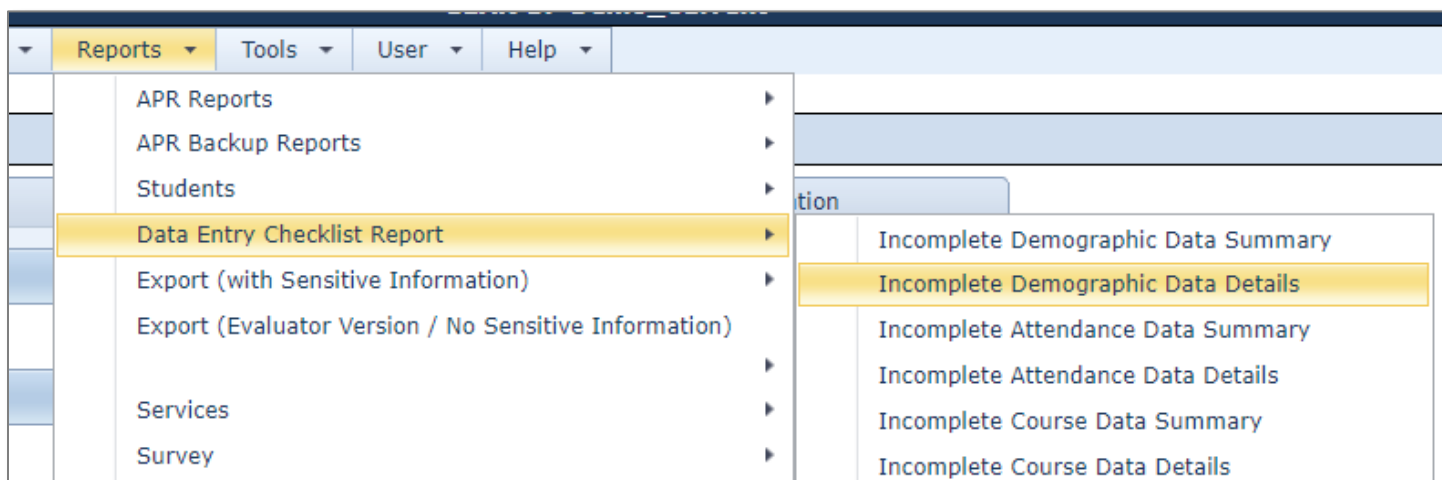 Reports Tools User Help
APR Reports
APR Backup Reports
Students
Data Entry Checklist Report
Export (with Sensitive Information)
Export (Evaluator Version / No Sensitive Information)
Services
Survey
Incomplete Demographic Data Summary
Incomplete Demographic Data Details
Incomplete Attendance Data Summary
Incomplete Attendance Data Details
Incomplete Course Data Summary
Incomplete Course Data Details